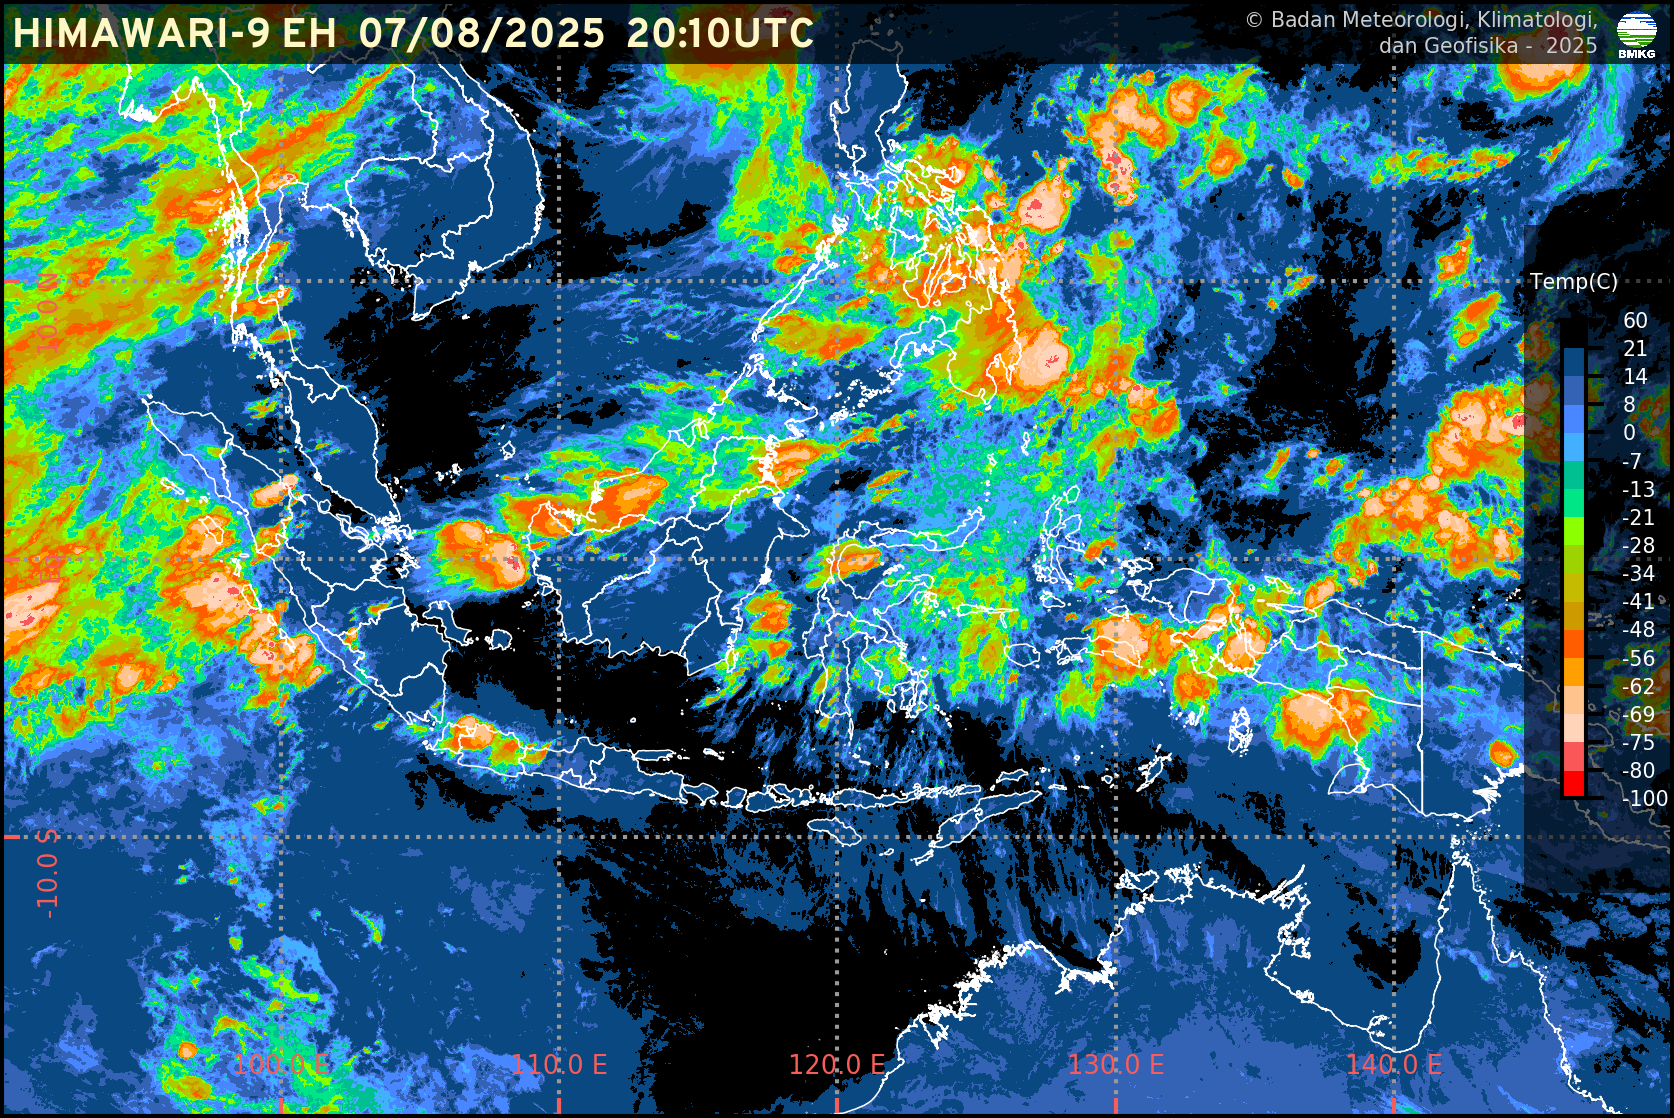 HIMAWARI-9 EH 07/08/2025 20:10UTC
© Badan Meteorologi, Klimatologi,
dan Geofisika - 2025
BMKG
Temp(C)
60
21
14
8
0
-7
-13
-21
-28
-34
-41
-48
-56
-62
-69
-75
-80
-100
10.0 N
-10.0 S
100.0 E
110.0 E
120.0 E
130.0 E
140.0 E